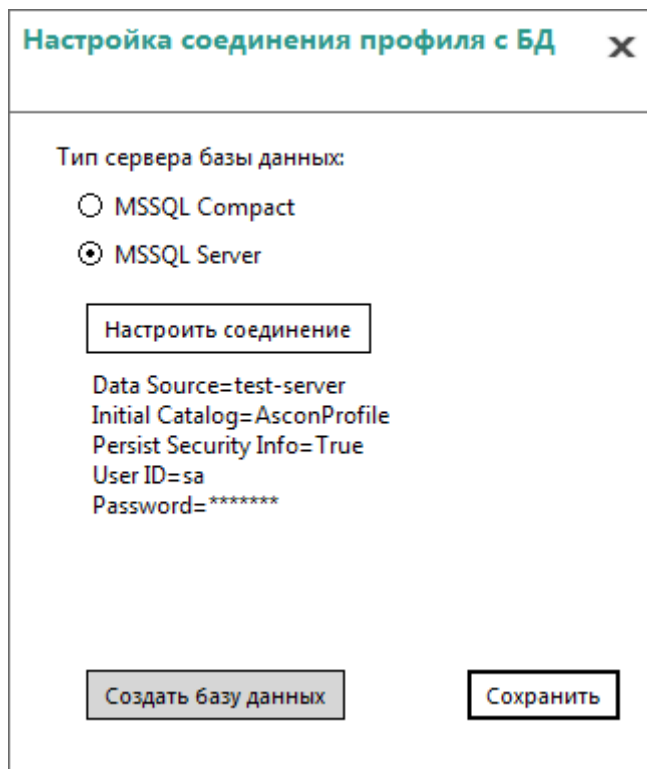 Настройка соединения профиля с БД
Тип сервера базы данных:
MSSQL Compact
MSSQL Server
Настроить соединение
Data Source=test-server
Initial Catalog=AsconProfile
Persist Security Info=True
User ID=sa
Password=*******
Создать базу данных
Сохранить